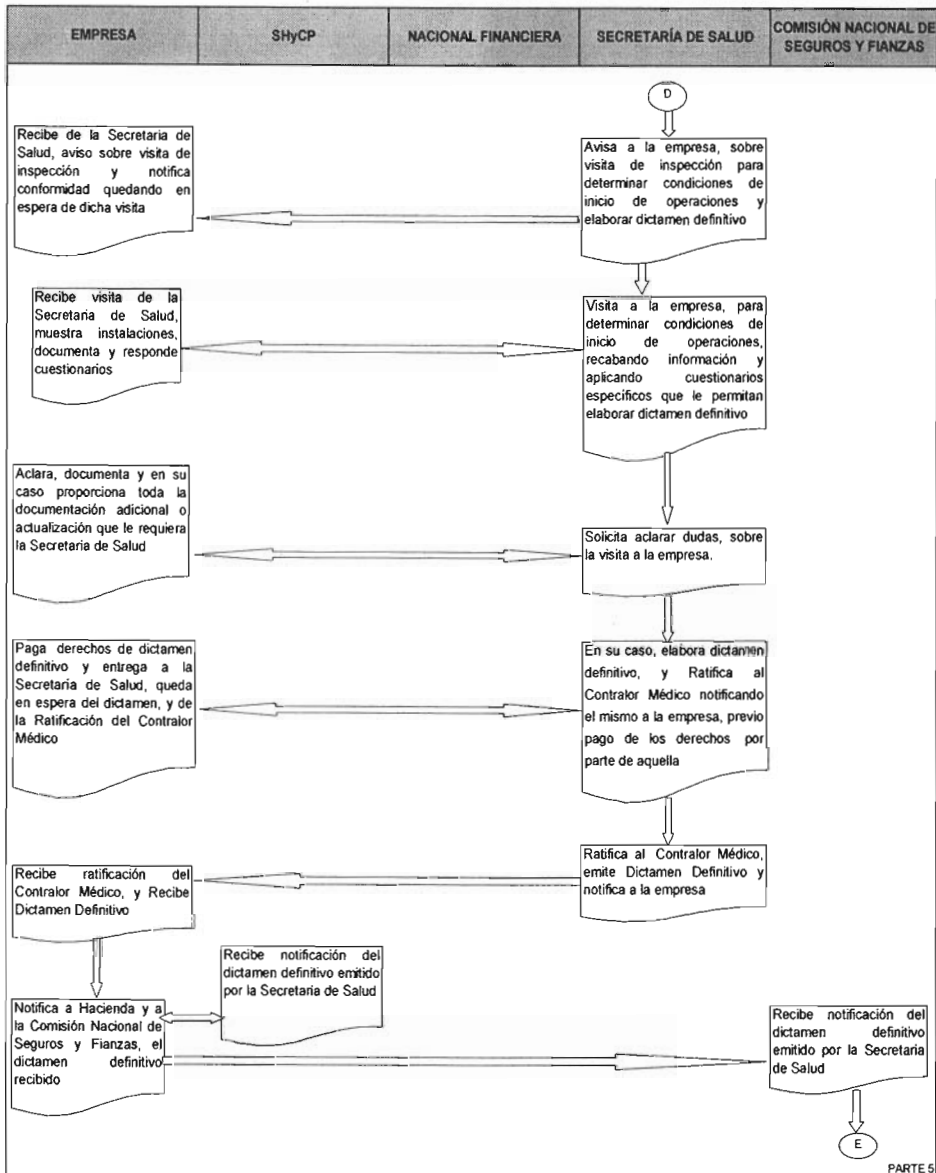 EMPRESA
SHyCP
NACIONAL FINANCIERA
SECRETARÍA DE SALUD
COMISIÓN NACIONAL DE
SEGUROS Y FIANZAS
D
Recibe de la Secretaria de
Salud, aviso sobre visita de
inspección y notifica
conformidad quedando en
espera de dicha visita
Avisa a la empresa, sobre
visita de inspección para
determinar condiciones de
inicio de operaciones y
elaborar dictamen definitivo
Recibe visita de la
Secretaria de Salud,
muestra instalaciones,
documenta y responde
cuestionarios
Visita a la empresa, para
determinar condiciones de
inicio de operaciones,
recabando información y
aplicando cuestionarios
específicos que le permitan
elaborar dictamen definitivo
Aclara, documenta y en su
caso proporciona toda la
documentación adicional o
actualización que le requiera
la Secretaria de Salud
Solicita aclarar dudas, sobre
la visita a la empresa.
Paga derechos de dictamen
definitivo y entrega a la
Secretaria de Salud, queda
en espera del dictamen, y de
la Ratificación del Contralor
Médico
En su caso, elabora dictamen
definitivo, y Ratifica al
Contralor Médico notificando
el mismo a la empresa, previo
pago de los derechos por
parte de aquella
Recibe ratificación del
Contralor Médico, y Recibe
Dictamen Definitivo
Ratifica al Contralor Médico,
emite Dictamen Definitivo y
notifica a la empresa
Recibe notificación del
dictamen definitivo emitido
por la Secretaria de Salud
Notifica a Hacienda y a
la Comisión Nacional de
Seguros y Fianzas, el
dictamen definitivo
recibido
Recibe notificación del
dictamen definitivo
emitido por la Secretaria
de Salud
E
PARTE 5